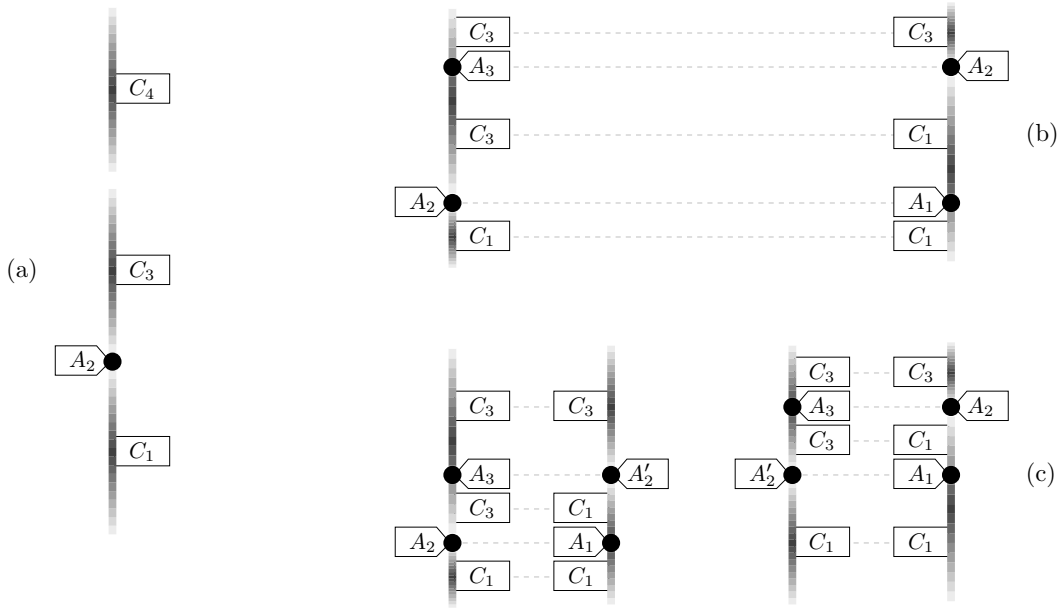 C₄
(a)
C₃
A₂
C₁
C₃ C₃
A₃ A₂
C₃ C₁ (b)
A₂ A₁
C₁ C₁
C₃ C₃
C₃ C₃ A₃ A₂
C₃ C₁
A₃ A′₂ A′₂ A₁ (c)
C₃ C₁
A₂ A₁ C₁ C₁
C₁ C₁